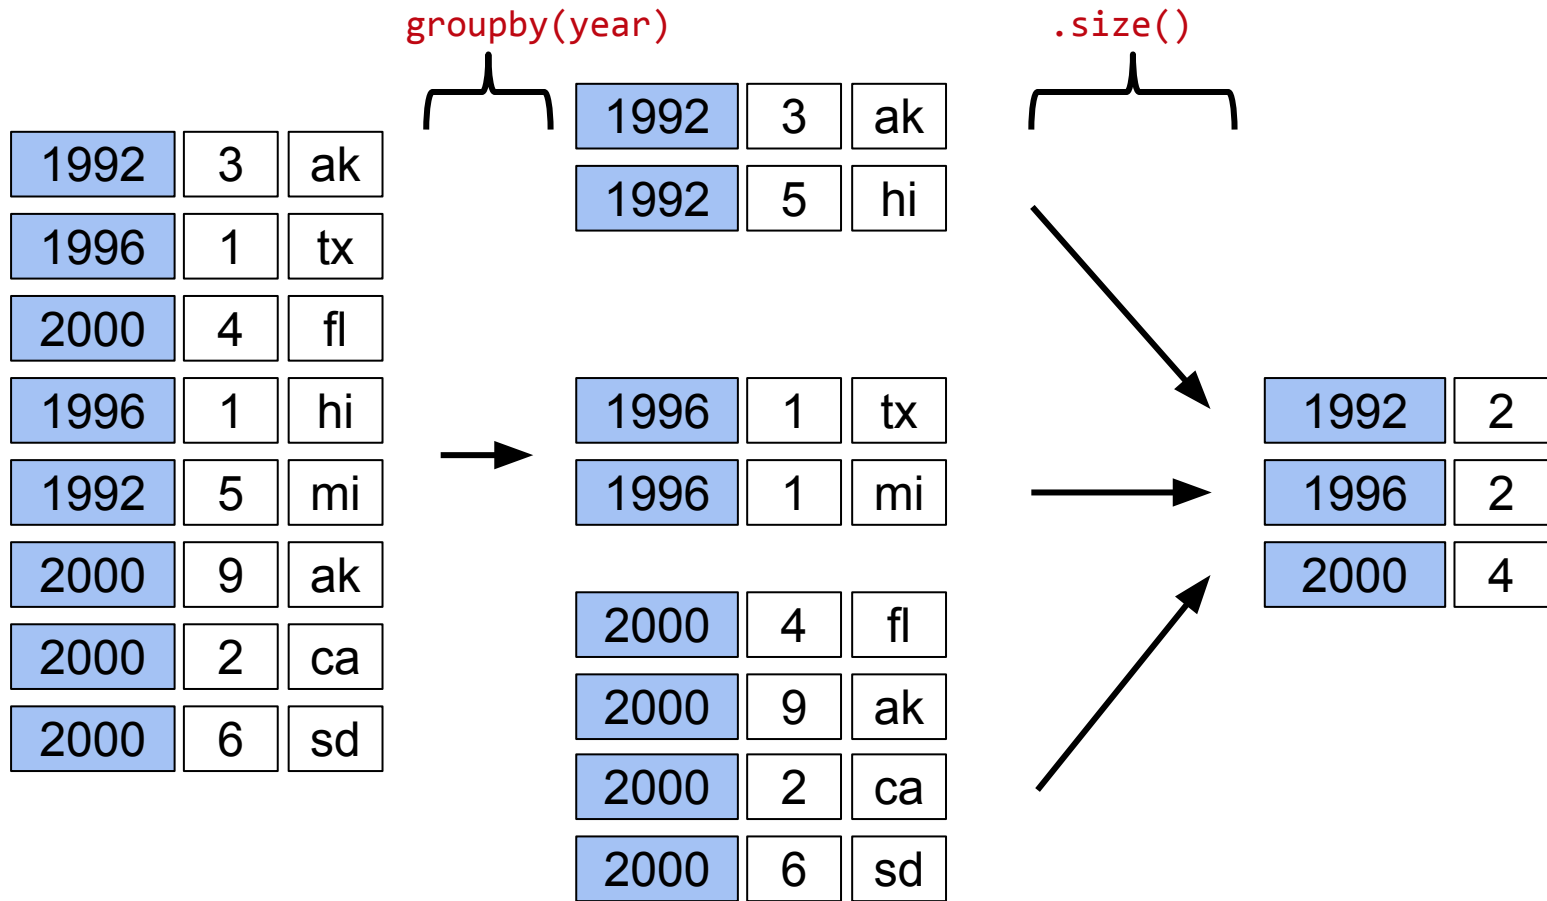 groupby(year)
.size()
1992 3 ak
1996 1 tx
2000 4 fl
1996 1 hi
1992 5 mi
2000 9 ak
2000 2 ca
2000 6 sd
1992 3 ak
1992 5 hi
1996 1 tx
1996 1 mi
2000 4 fl
2000 9 ak
2000 2 ca
2000 6 sd
1992 2
1996 2
2000 4